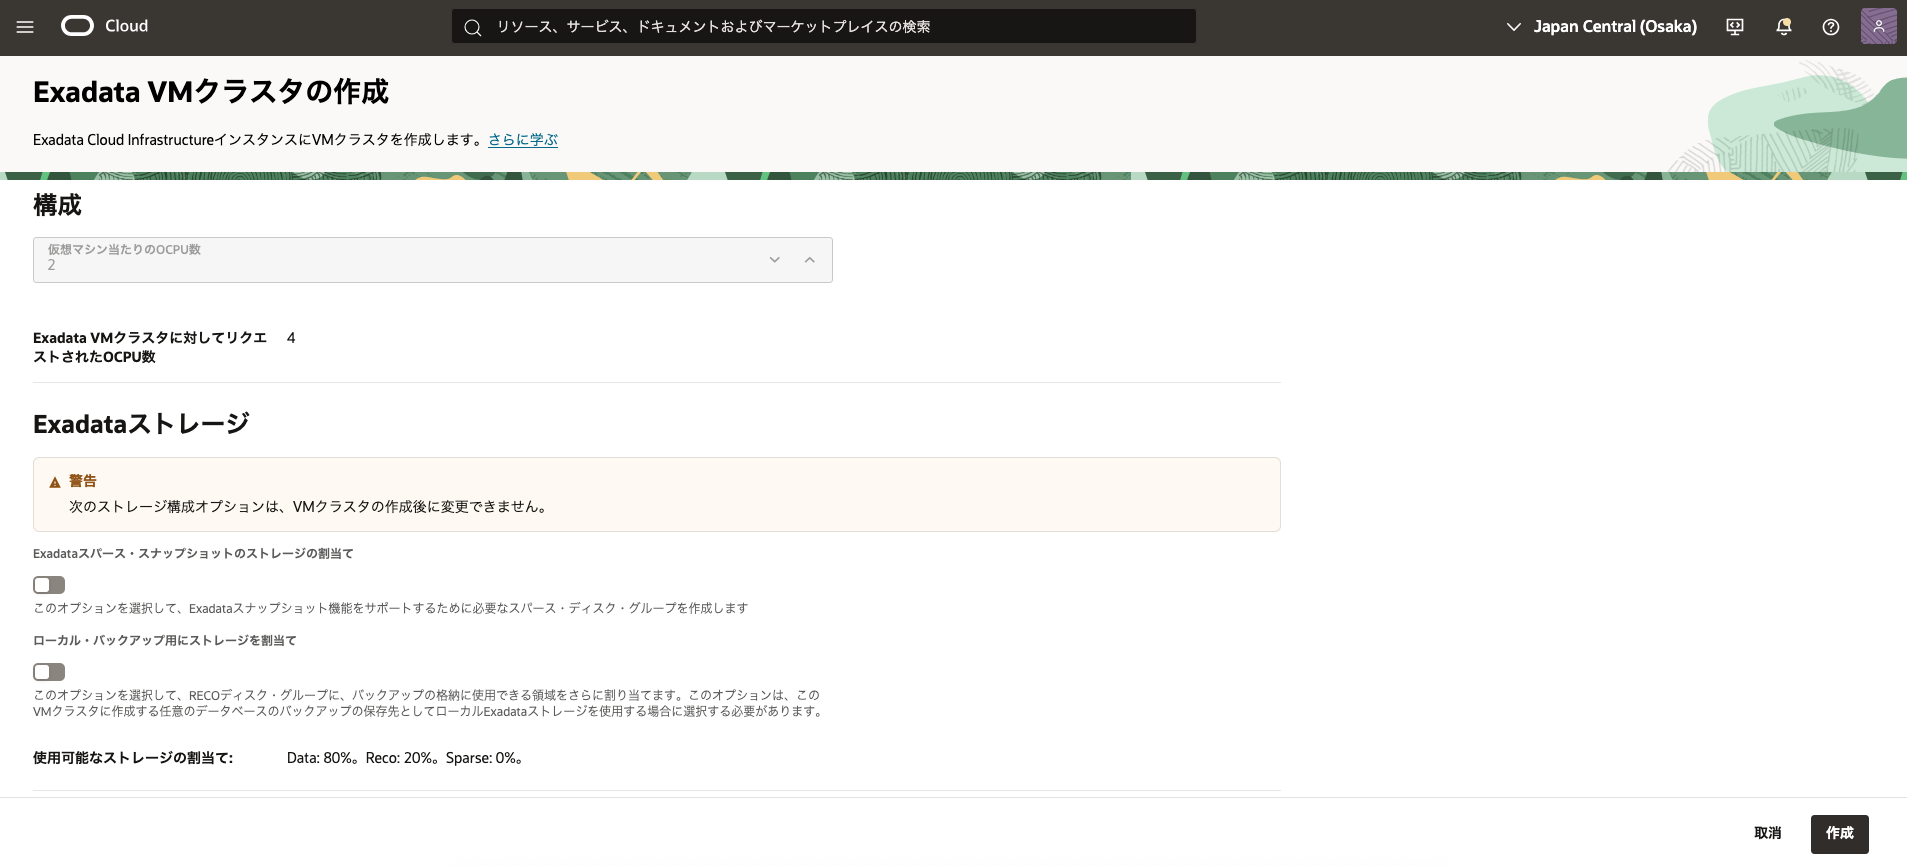 Cloud
リソース、サービス、ドキュメントおよびマーケットプレイスの検索
Japan Central (Osaka)
Exadata VMクラスタの作成
Exadata Cloud InfrastructureインスタンスにVMクラスタを作成します。さらに学ぶ
構成
仮想マシン当たりのOCPU数
2
Exadata VMクラスタに対してリクエ 4
ストされたOCPU数
Exadataストレージ
警告
次のストレージ構成オプションは、VMクラスタの作成後に変更できません。
Exadataスパース・スナップショットのストレージの割当て
このオプションを選択して、Exadataスナップショット機能をサポートするために必要なスパース・ディスク・グループを作成します
ローカル・バックアップ用にストレージを割当て
このオプションを選択して、RECOディスク・グループに、バックアップの格納に使用できる領域をさらに割り当てます。このオプションは、この
VMクラスタに作成する任意のデータベースのバックアップの保存先としてローカルExadataストレージを使用する場合に選択する必要があります。
使用可能なストレージの割当て: Data: 80%。Reco: 20%。Sparse: 0%。
取消 作成